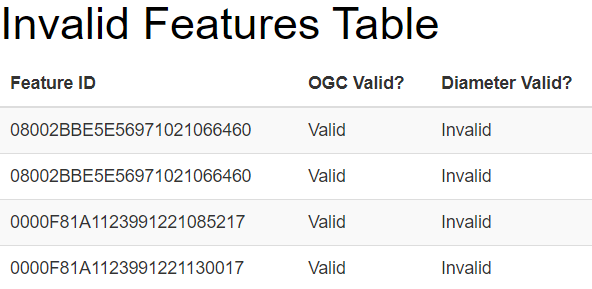 Invalid Features Table
Feature ID OGC Valid? Diameter Valid?
08002BBE5E56971021066460 Valid Invalid
08002BBE5E56971021066460 Valid Invalid
0000F81A1123991221085217 Valid Invalid
0000F81A1123991221130017 Valid Invalid